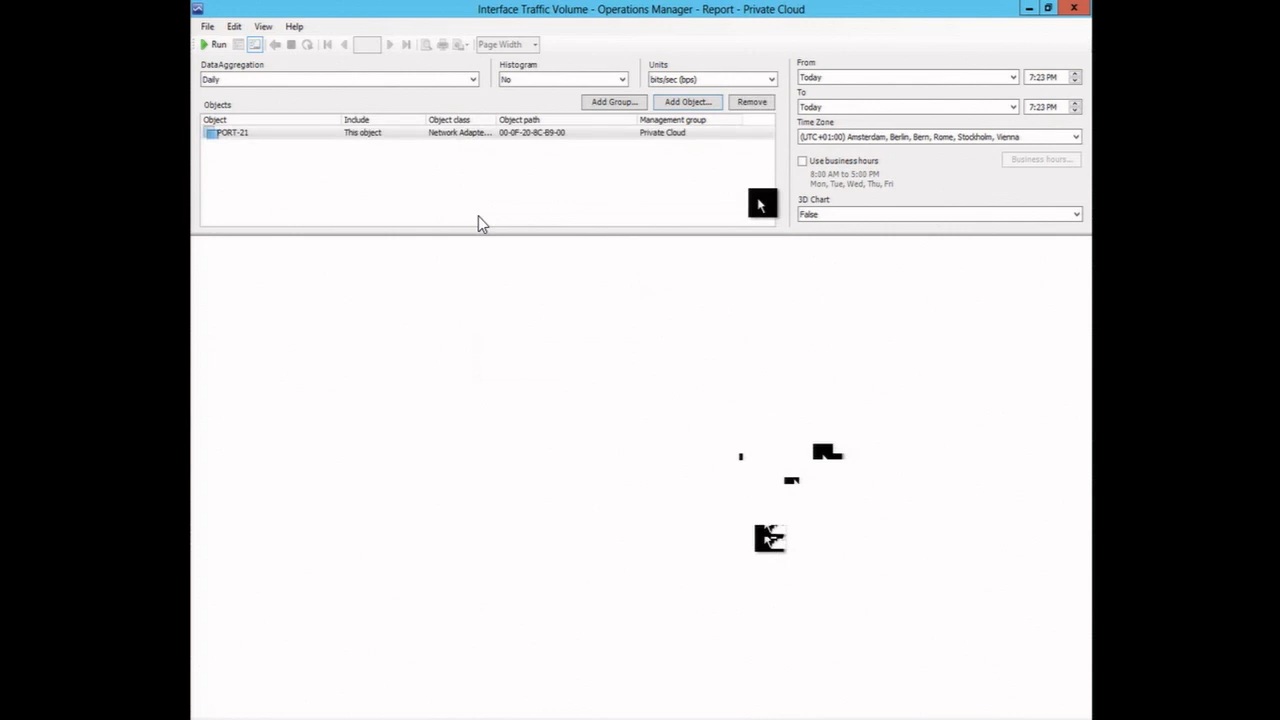 Interface Traffic Volume - Operations Manager - Report - Private Cloud
File Edit View Help
Run Page Width
DataAggregation Histogram Units
Daily No bits/sec (bps)
Objects Add Group... Add Object... Remove
Object Include Object class Object path Management group
PORT-21 This object Network Adapte... 00-0F-20-8C-B9-00 Private Cloud
From
Today 7:23 PM
To
Today 7:23 PM
Time Zone
(UTC+01:00) Amsterdam, Berlin, Bern, Rome, Stockholm, Vienna
Use business hours Business hours...
8:00 AM to 5:00 PM
Mon, Tue, Wed, Thu, Fri
3D Chart
False